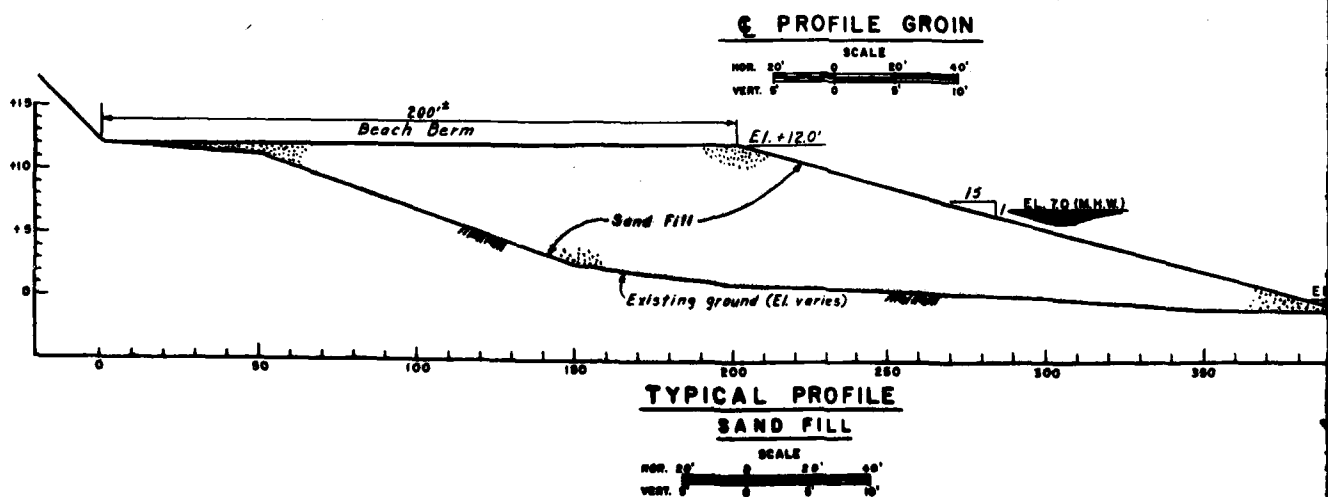 ℄ PROFILE GROIN
SCALE
HOR. 20' 0 20' 40'
VERT. 5' 0 5' 10'
+15
200'±
Beach Berm
El. +12.0'
+10
15
1
EL. 7.0 (M.H.W.)
Sand Fill
+5
0
Existing ground (El. varies)
El
0 50 100 150 200 250 300 350
TYPICAL PROFILE
SAND FILL
SCALE
HOR. 20' 0 20' 40'
VERT. 5' 0 5' 10'